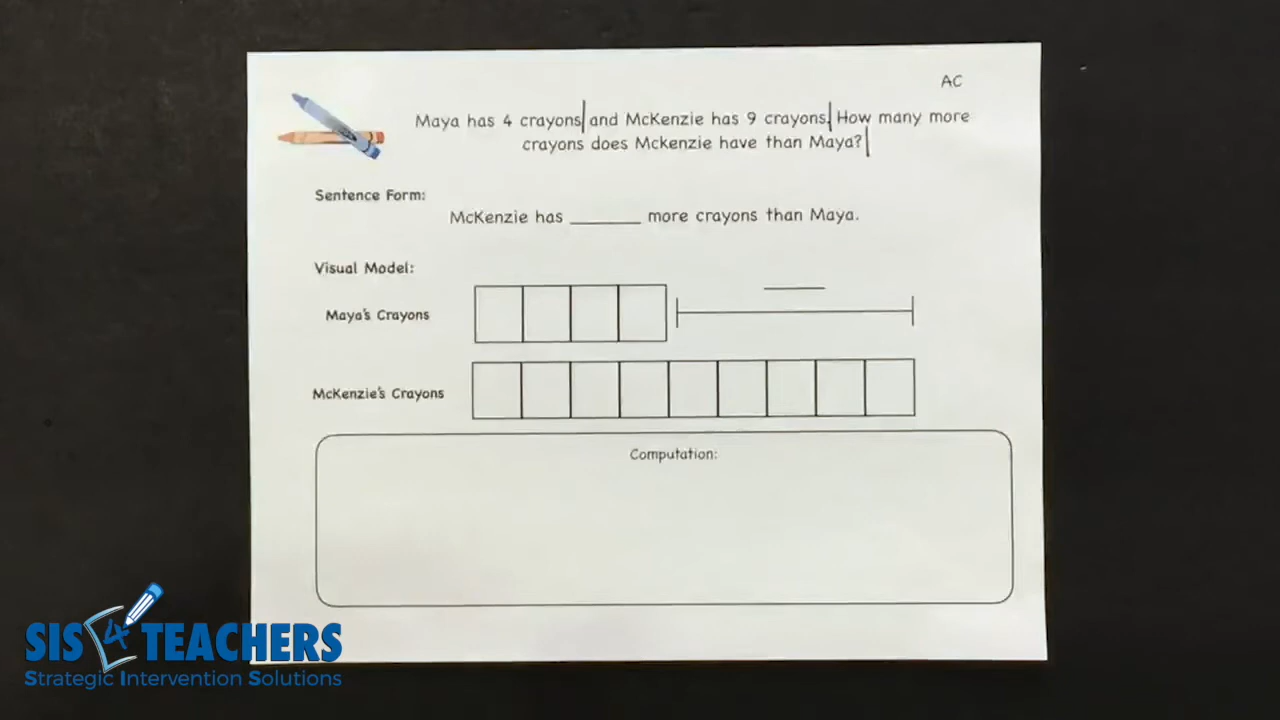 AC
Maya has 4 crayons and McKenzie has 9 crayons. How many more
crayons does Mckenzie have than Maya?
Sentence Form:
McKenzie has ______ more crayons than Maya.
Visual Model:
Maya's Crayons
McKenzie's Crayons
Computation:
SIS 4 TEACHERS
Strategic Intervention Solutions